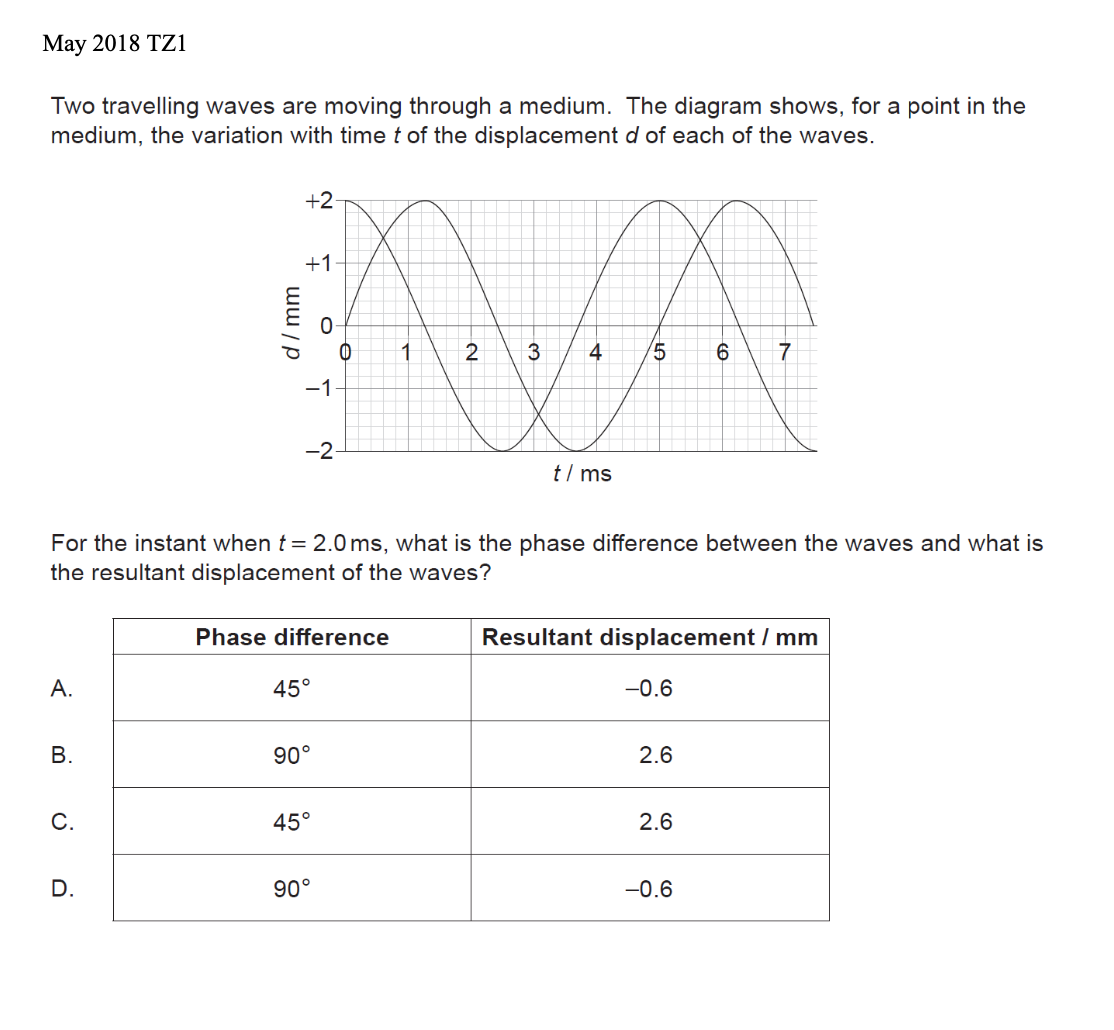 May 2018 TZ1
Two travelling waves are moving through a medium. The diagram shows, for a point in the
medium, the variation with time t of the displacement d of each of the waves.
+2
+1
0
−1
−2
d / mm
0 1 2 3 4 5 6 7
t / ms
For the instant when t = 2.0 ms, what is the phase difference between the waves and what is
the resultant displacement of the waves?
Phase difference Resultant displacement / mm
A. 45° −0.6
B. 90° 2.6
C. 45° 2.6
D. 90° −0.6